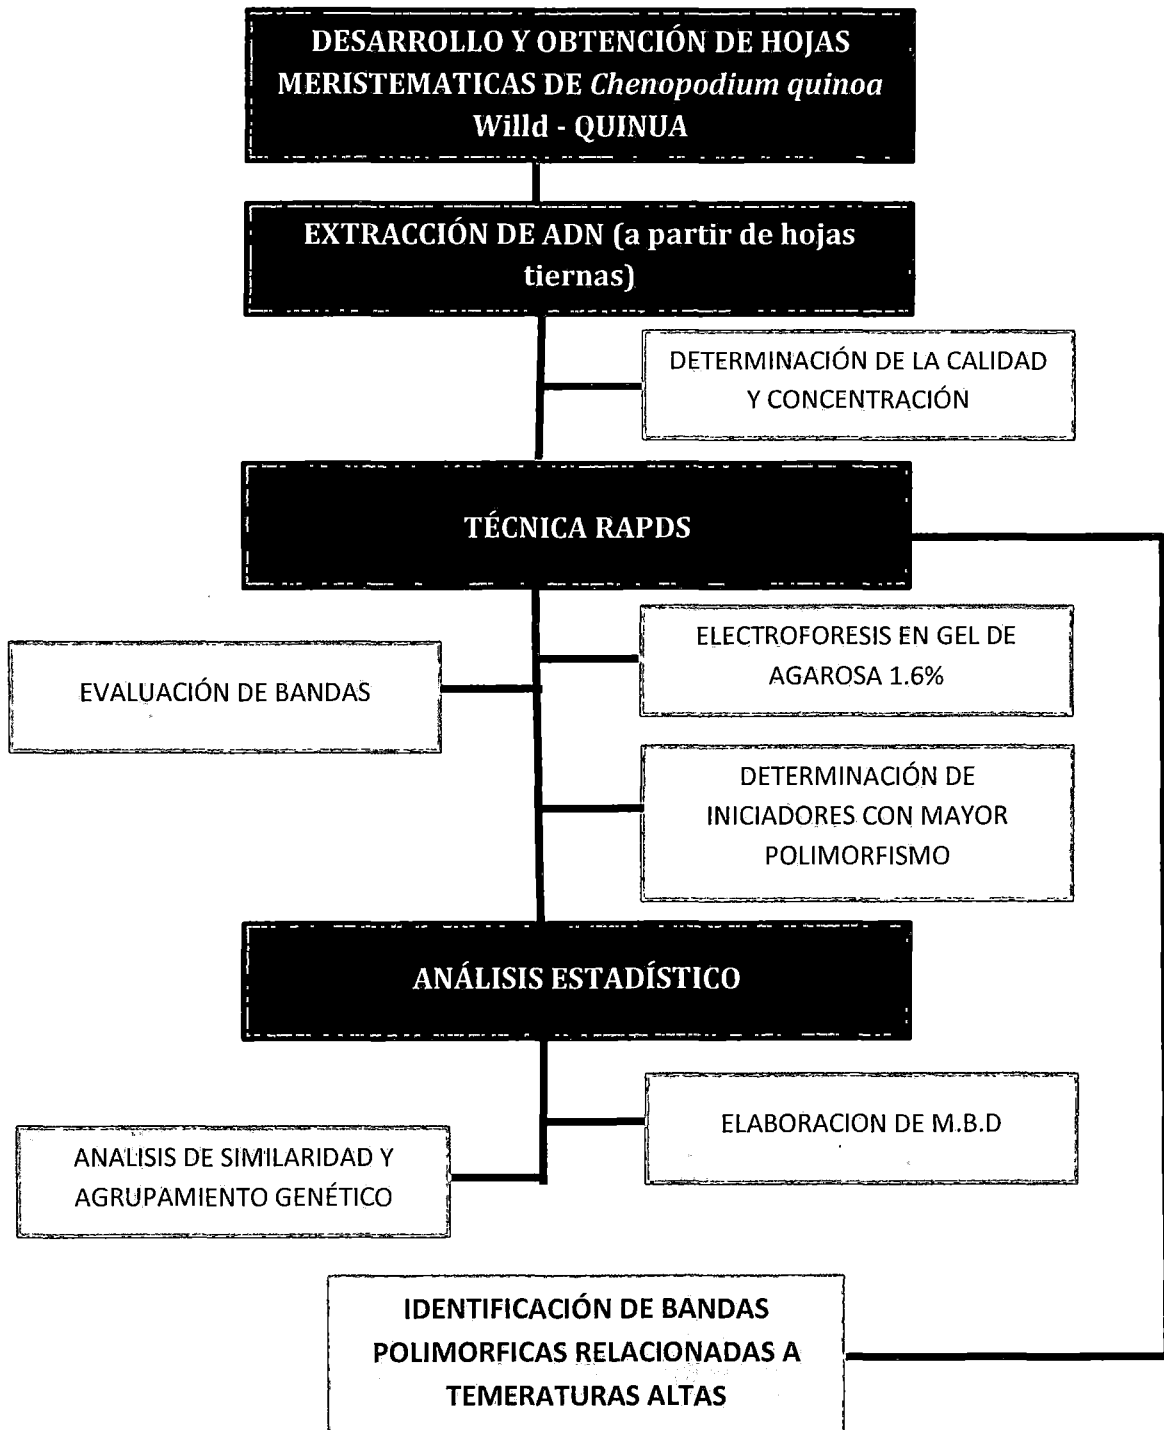 DESARROLLO Y OBTENCIÓN DE HOJAS
MERISTEMATICAS DE Chenopodium quinoa
Willd - QUINUA
EXTRACCIÓN DE ADN (a partir de hojas
tiernas)
DETERMINACIÓN DE LA CALIDAD
Y CONCENTRACIÓN
TÉCNICA RAPDS
ELECTROFORESIS EN GEL DE
AGAROSA 1.6%
EVALUACIÓN DE BANDAS
DETERMINACIÓN DE
INICIADORES CON MAYOR
POLIMORFISMO
ANÁLISIS ESTADÍSTICO
ELABORACION DE M.B.D
ANALISIS DE SIMILARIDAD Y
AGRUPAMIENTO GENÉTICO
IDENTIFICACIÓN DE BANDAS
POLIMORFICAS RELACIONADAS A
TEMERATURAS ALTAS